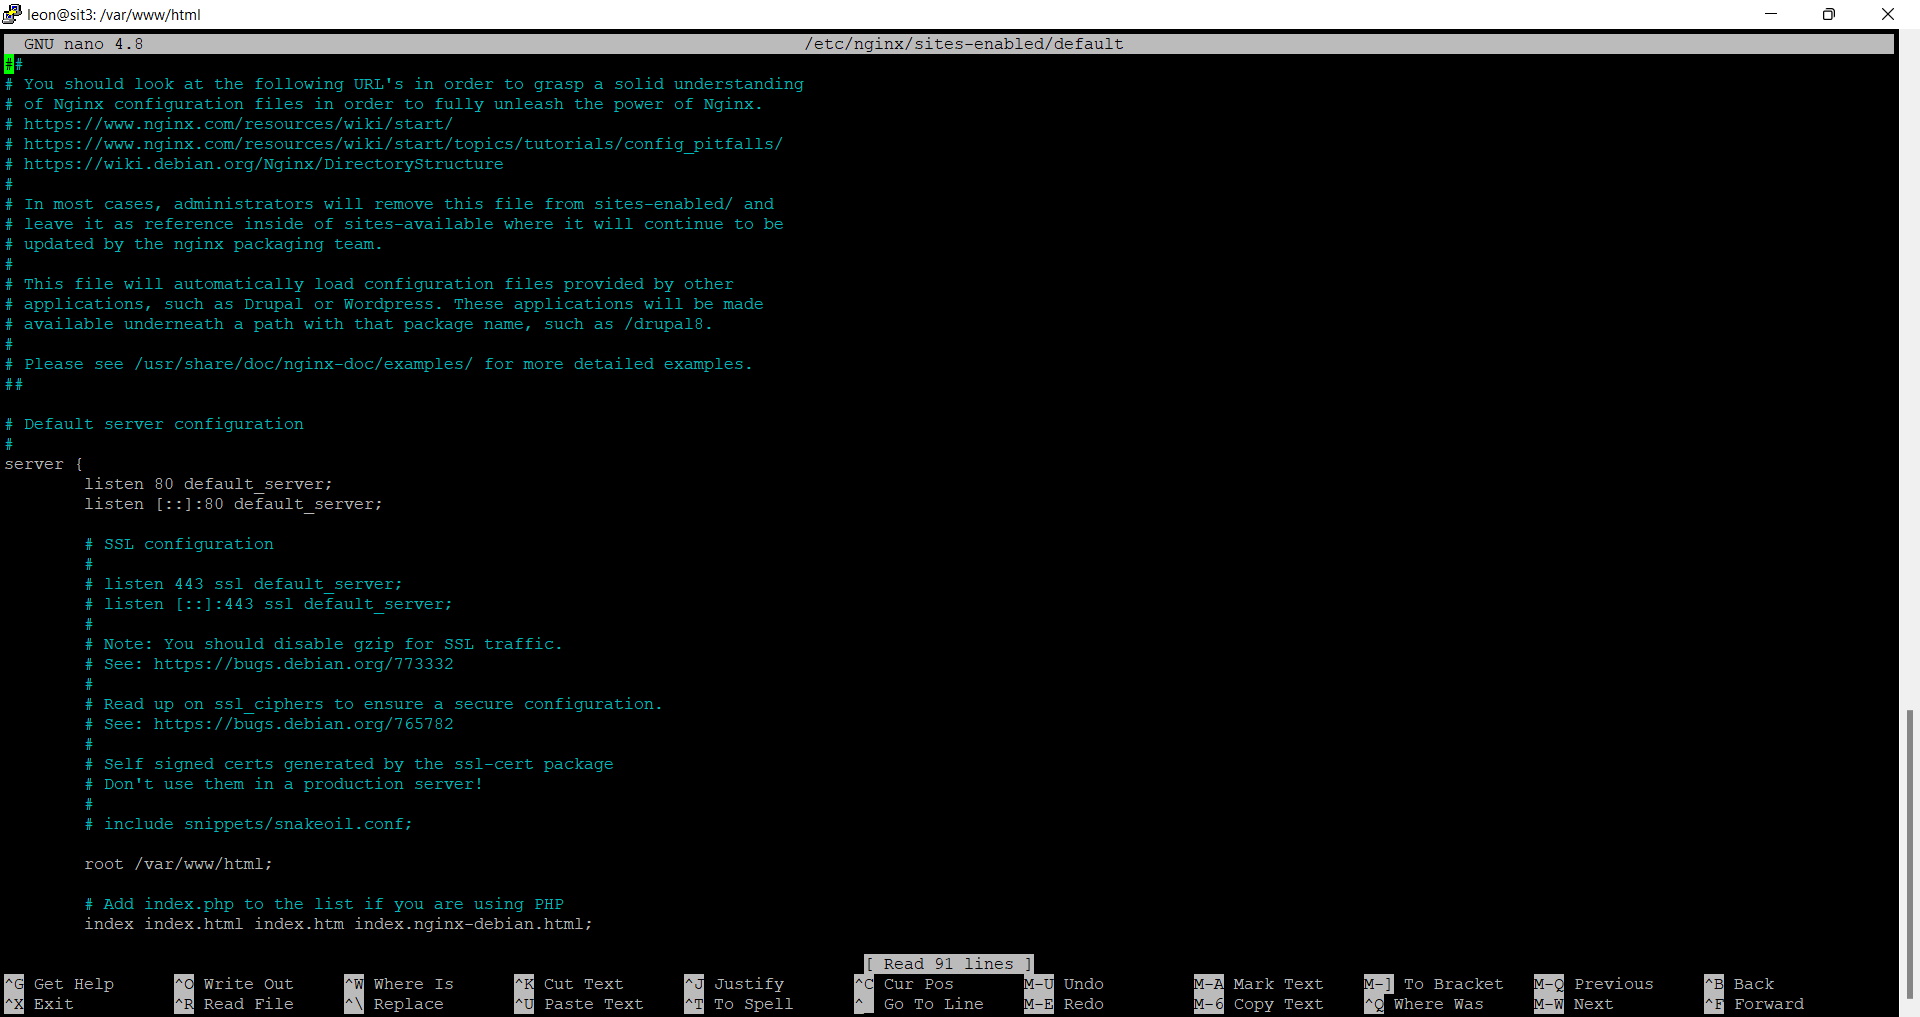 leon@sit3: /var/www/html
GNU nano 4.8 /etc/nginx/sites-enabled/default
##
# You should look at the following URL's in order to grasp a solid understanding
# of Nginx configuration files in order to fully unleash the power of Nginx.
# https://www.nginx.com/resources/wiki/start/
# https://www.nginx.com/resources/wiki/start/topics/tutorials/config_pitfalls/
# https://wiki.debian.org/Nginx/DirectoryStructure
#
# In most cases, administrators will remove this file from sites-enabled/ and
# leave it as reference inside of sites-available where it will continue to be
# updated by the nginx packaging team.
#
# This file will automatically load configuration files provided by other
# applications, such as Drupal or Wordpress. These applications will be made
# available underneath a path with that package name, such as /drupal8.
#
# Please see /usr/share/doc/nginx-doc/examples/ for more detailed examples.
##
# Default server configuration
#
server {
listen 80 default_server;
listen [::]:80 default_server;
# SSL configuration
#
# listen 443 ssl default_server;
# listen [::]:443 ssl default_server;
#
# Note: You should disable gzip for SSL traffic.
# See: https://bugs.debian.org/773332
#
# Read up on ssl_ciphers to ensure a secure configuration.
# See: https://bugs.debian.org/765782
#
# Self signed certs generated by the ssl-cert package
# Don't use them in a production server!
#
# include snippets/snakeoil.conf;
root /var/www/html;
# Add index.php to the list if you are using PHP
index index.html index.htm index.nginx-debian.html;
[ Read 91 lines ]
^G Get Help ^O Write Out ^W Where Is ^K Cut Text ^J Justify ^C Cur Pos M-U Undo M-A Mark Text M-] To Bracket M-Q Previous ^B Back
^X Exit ^R Read File ^\ Replace ^U Paste Text ^T To Spell ^_ Go To Line M-E Redo M-6 Copy Text ^Q Where Was M-W Next ^F Forward